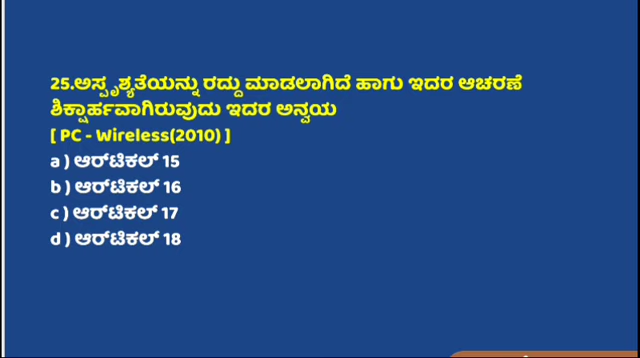 25.ಅಸ್ಪೃಶ್ಯತೆಯನ್ನು ರದ್ದು ಮಾಡಲಾಗಿದೆ ಹಾಗು ಇದರ ಆಚರಣೆ
ಶಿಕ್ಷಾರ್ಹವಾಗಿರುವುದು ಇದರ ಅನ್ವಯ
[ PC - Wireless(2010) ]
a ) ಆರ್‌ಟಿಕಲ್ 15
b ) ಆರ್‌ಟಿಕಲ್ 16
c ) ಆರ್‌ಟಿಕಲ್ 17
d ) ಆರ್‌ಟಿಕಲ್ 18